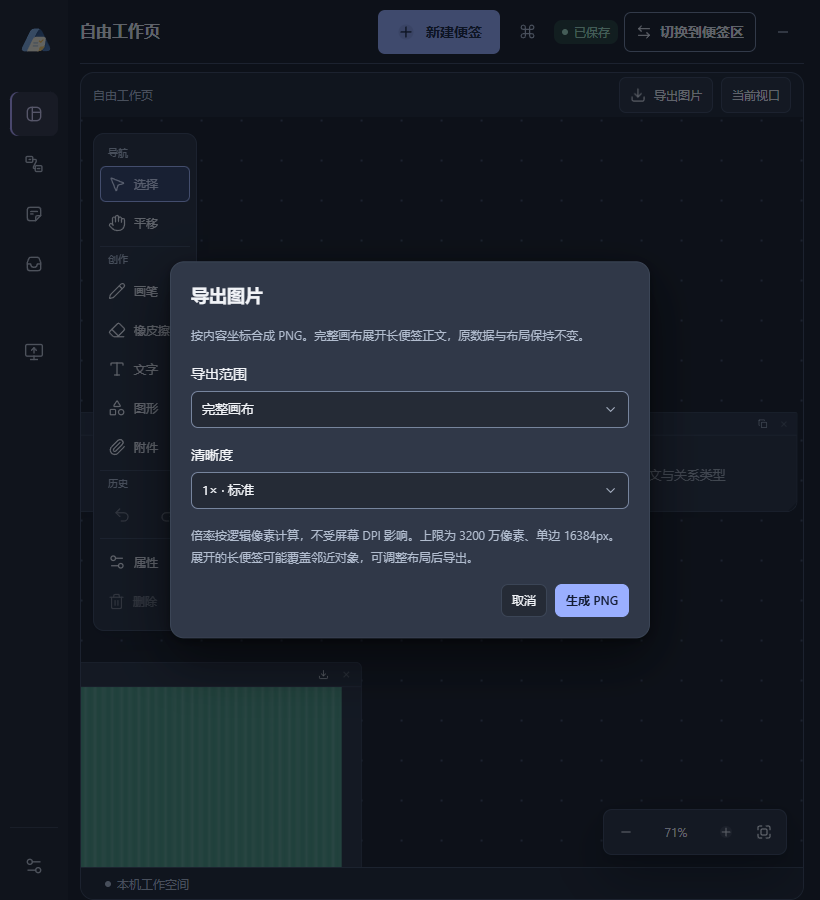 自由工作页
新建便签
已保存
切换到便签区
自由工作页
导出图片
当前视口
导航
选择
平移
创作
画笔
橡皮擦
文字
图形
附件
历史
属性
删除
导出图片
按内容坐标合成 PNG。完整画布展开长便签正文，原数据与布局保持不变。
导出范围
完整画布
清晰度
1× · 标准
倍率按逻辑像素计算，不受屏幕 DPI 影响。上限为 3200 万像素、单边 16384px。
展开的长便签可能覆盖邻近对象，可调整布局后导出。
取消
生成 PNG
文与关系类型
71%
本机工作空间